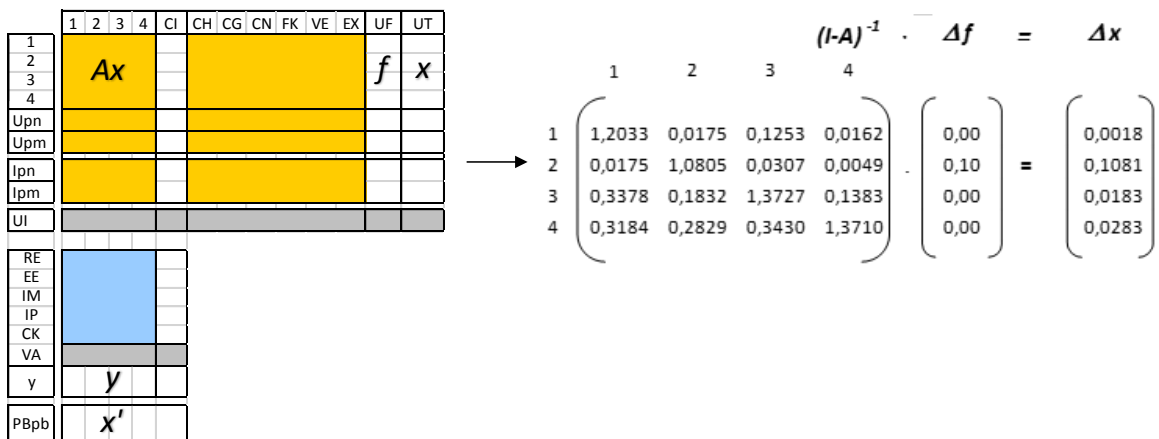 1 2 3 4 CI CH CG CN FK VE EX UF UT
1
2
3
4
Ax f x
Upn
Upm
Ipn
Ipm
UI
RE
EE
IM
IP
CK
VA
y y
PBpb x'
(I-A)⁻¹ · Δf = Δx
1 2 3 4
1 1,2033 0,0175 0,1253 0,0162 0,00 0,0018
2 0,0175 1,0805 0,0307 0,0049 . 0,10 = 0,1081
3 0,3378 0,1832 1,3727 0,1383 0,00 0,0183
4 0,3184 0,2829 0,3430 1,3710 0,00 0,0283